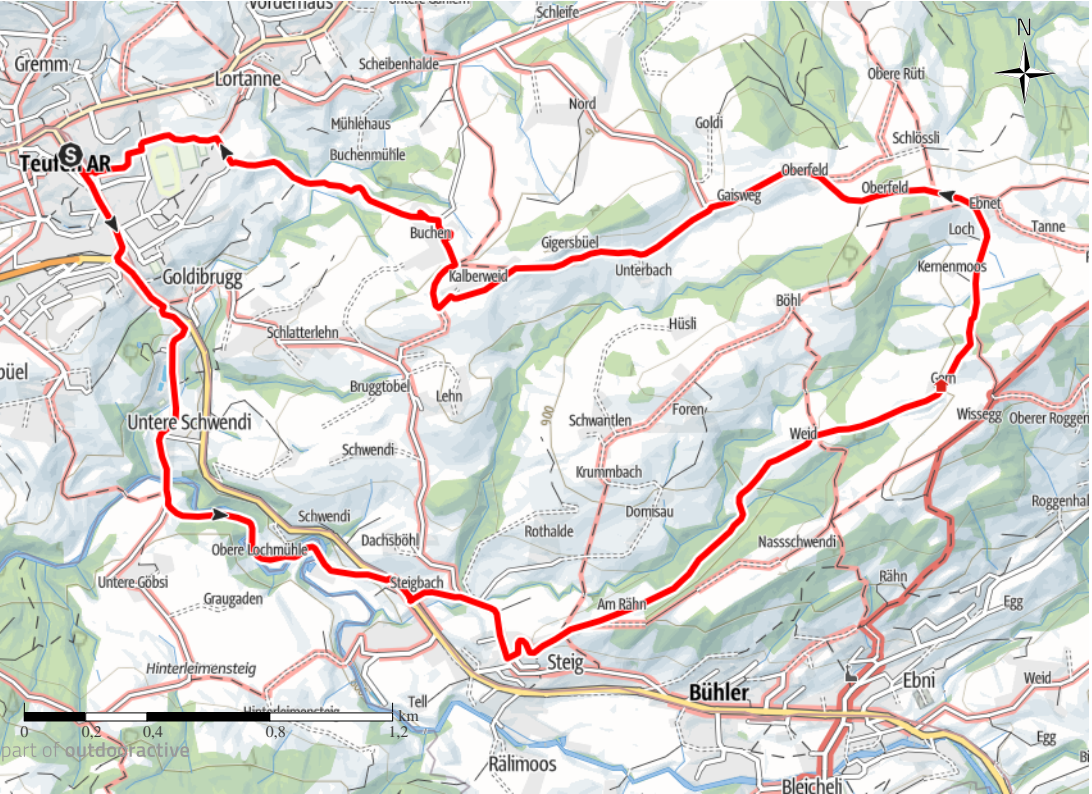 Vorderhaus
Schleife
N
Gremm
Lortanne
Scheibenhalde
Obere Rüti
Nord
Goldi
Mühlehaus
Schlössli
Buchenmühle
S
Teufen AR
Oberfeld
Gaisweg
Oberfeld
Ebnet
Loch
Tanne
Buchen
Gigersbüel
Kalberweid
Unterbach
Kernenmoos
Goldibrugg
Böhl
Hüsli
Schlatterlehn
büel
Bruggtobel
Lehn
Gern
900
Foren
Wissegg
Oberer Roggen
Untere Schwendi
Schwantlen
Weid
Schwendi
Krummbach
Roggenhal
Dornisau
Schwendi
Rothalde
Dachsböhl
Nassschwendi
Obere Lochmühle
Steigbach
Untere Göbsi
Rähn
Graugaden
Am Rähn
Egg
Hinterleimensteig
Steig
Ebni
Weid
Bühler
Tell
Hinterleimensteig
km
0
0,2
0,4
1,2
Egg
part of outdooractive
Rälimoos
Bleicheli